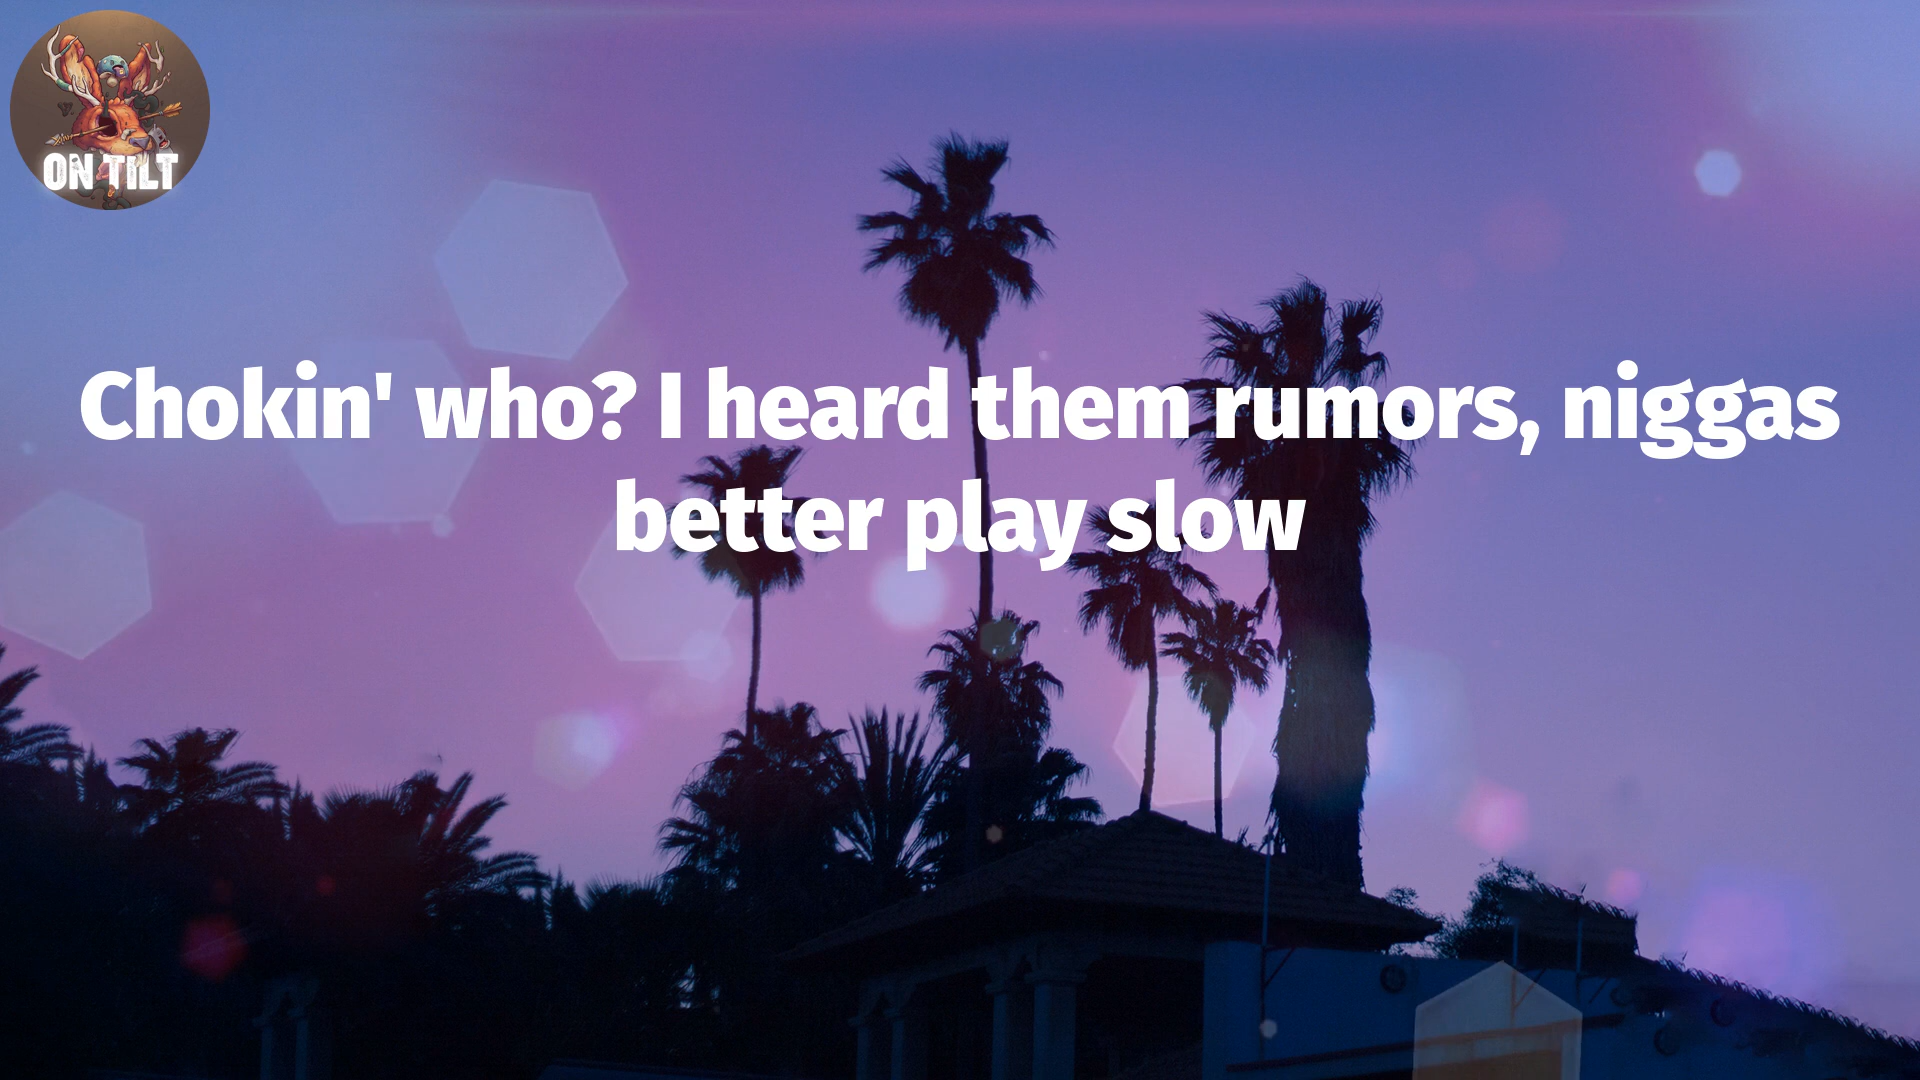 ON TILT
Chokin' who? I heard them rumors, niggas
better play slow